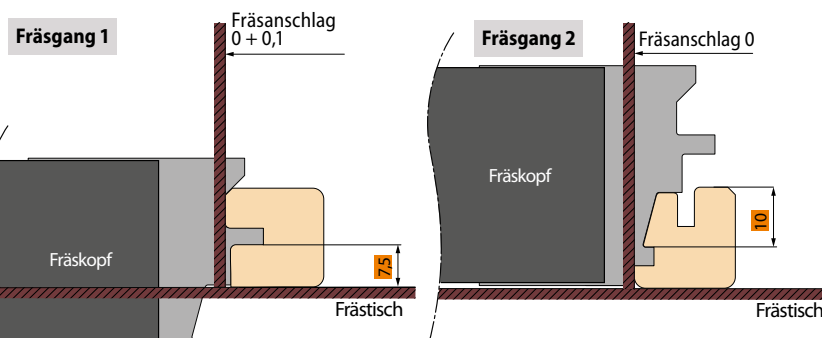 Fräsgang 1
Fräsanschlag
0 + 0,1
Fräskopf
7,5
Frästisch
Fräsgang 2
Fräsanschlag 0
Fräskopf
10
Frästisch